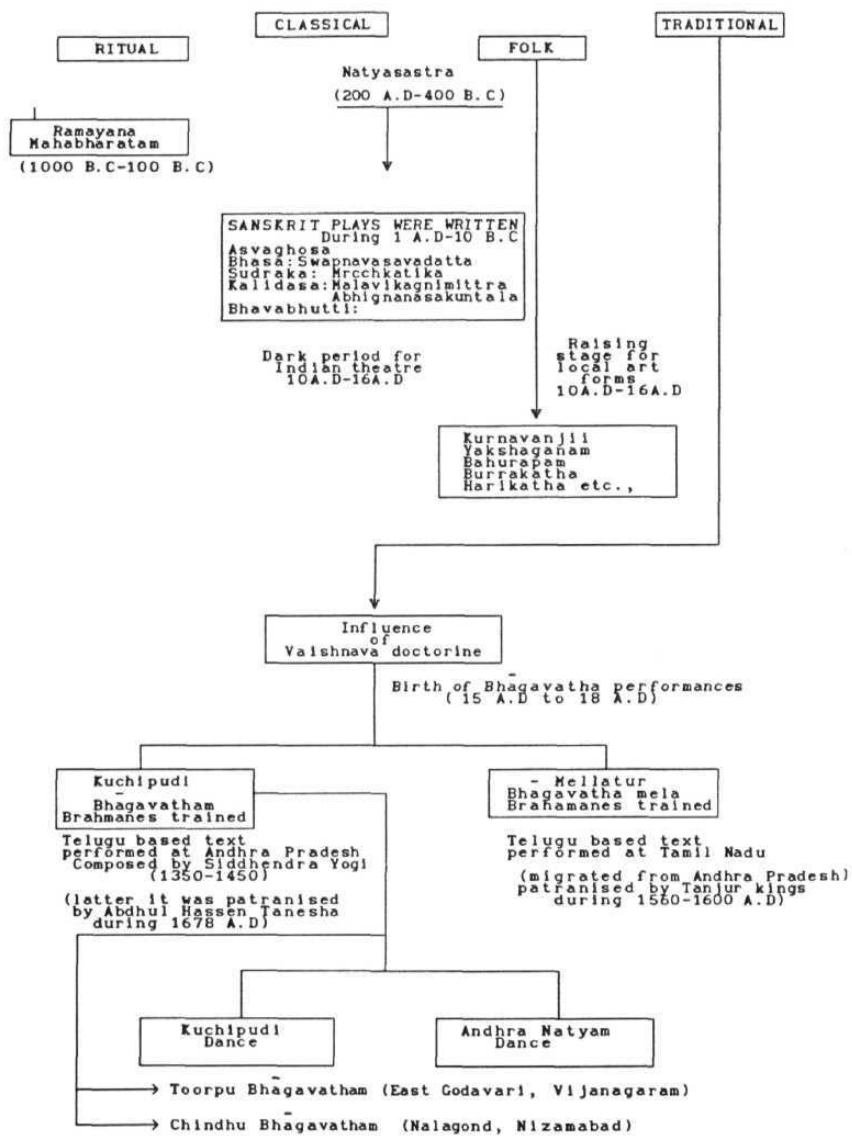 CLASSICAL
TRADITIONAL
RITUAL
FOLK
Natyasastra
(200 A.D-400 B.C)
Ramayana
Mahabharatam
(1000 B.C-100 B.C)
SANSKRIT PLAYS WERE WRITTEN
During 1 A.D-10 B.C
Asvaghosa
Bhasa:Swapnavasavadatta
Sudraka: Mrcchkatika
Kalidasa:Malavikagnimittra
Abhignanasakuntala
Bhavabhutti:
Dark period for
Indian theatre
10A.D-16A.D
Raising
stage for
local art
forms
10A.D-16A.D
Kurnavanjii
Yakshaganam
Bahurapam
Burrakatha
Harikatha etc.,
Influence
of
Vaishnava doctorine
Birth of Bhāgavatha performances
( 15 A.D to 18 A.D)
Kuchipudi
-
Bhagavatham
Brahmanes trained
Telugu based text
performed at Andhra Pradesh
Composed by Siddhendra Yogi
(1350-1450)
(latter it was patranised
by Abdhul Hassen Tanesha
during 1678 A.D)
- Mellatur
Bhagavatha mela
Brahamanes trained
Telugu based text
performed at Tamil Nadu
(migrated from Andhra Pradesh)
patranised by Tanjur kings
during 1560-1600 A.D)
Kuchipudi
Dance
Andhra Natyam
Dance
Toorpu Bhāgavatham (East Godavari, Vijanagaram)
Chindhu Bhāgavatham (Nalagond, Nizamabad)